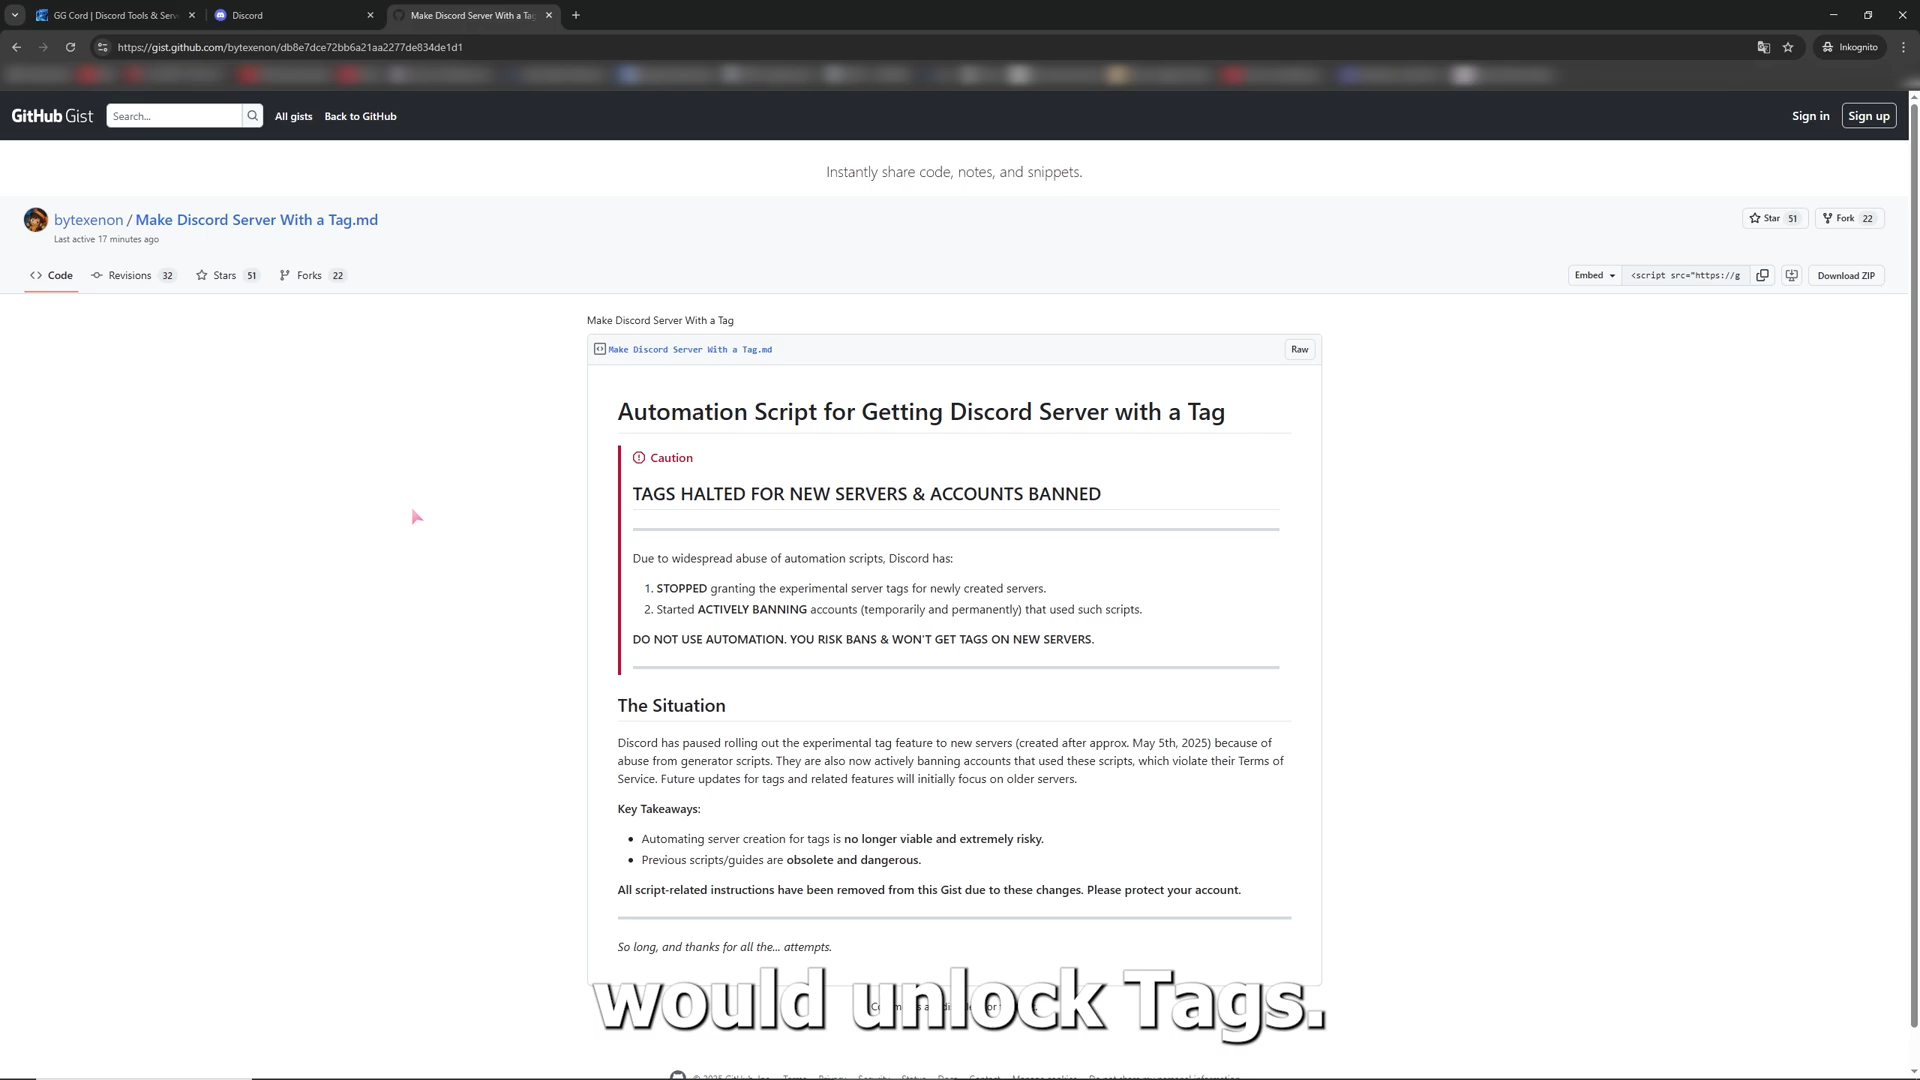 GG Cord | Discord Tools & Serv
Discord
Make Discord Server With a Tag
https://gist.github.com/bytexenon/db8e7dce72bb6a21aa2277de834de1d1
Inkognito
GitHub Gist
Search...
All gists
Back to GitHub
Sign in
Sign up
Instantly share code, notes, and snippets.
bytexenon / Make Discord Server With a Tag.md
Last active 17 minutes ago
Star 51
Fork 22
Code
Revisions 32
Stars 51
Forks 22
Embed
<script src="https://g
Download ZIP
Make Discord Server With a Tag
Make Discord Server With a Tag.md
Raw
Automation Script for Getting Discord Server with a Tag
Caution
TAGS HALTED FOR NEW SERVERS & ACCOUNTS BANNED
Due to widespread abuse of automation scripts, Discord has:
1. STOPPED granting the experimental server tags for newly created servers.
2. Started ACTIVELY BANNING accounts (temporarily and permanently) that used such scripts.
DO NOT USE AUTOMATION. YOU RISK BANS & WON'T GET TAGS ON NEW SERVERS.
The Situation
Discord has paused rolling out the experimental tag feature to new servers (created after approx. May 5th, 2025) because of
abuse from generator scripts. They are also now actively banning accounts that used these scripts, which violate their Terms of
Service. Future updates for tags and related features will initially focus on older servers.
Key Takeaways:
• Automating server creation for tags is no longer viable and extremely risky.
• Previous scripts/guides are obsolete and dangerous.
All script-related instructions have been removed from this Gist due to these changes. Please protect your account.
So long, and thanks for all the... attempts.
would unlock Tags.